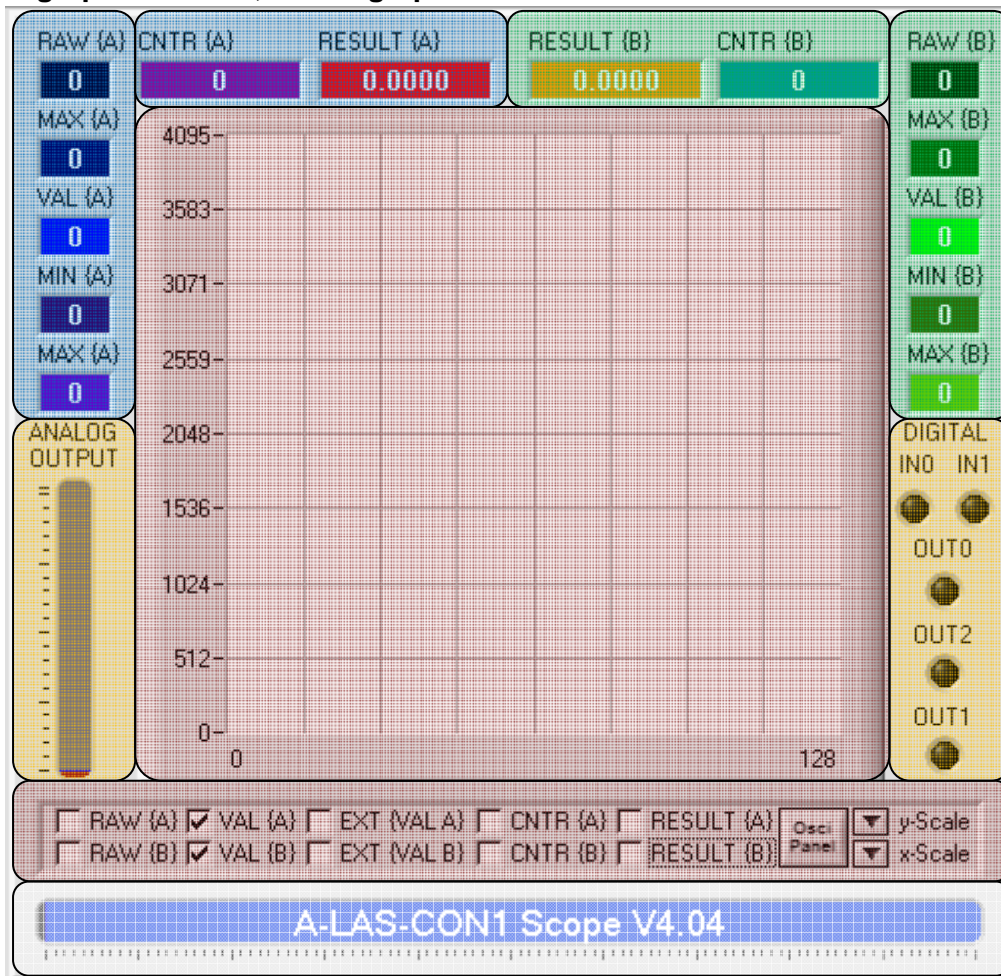 RAW {A} CNTR {A} RESULT {A} RESULT {B} CNTR {B} RAW {B}
0 0 0.0000 0.0000 0 0
MAX {A} MAX {B}
0 0
VAL {A} VAL {B}
0 0
MIN {A} MIN {B}
0 0
MAX {A} MAX {B}
0 0
4095
3583
3071
2559
2048
1536
1024
512
0
0 128
ANALOG
OUTPUT
DIGITAL
IN0 IN1
OUT0
OUT2
OUT1
RAW {A} VAL {A} EXT {VAL A} CNTR {A} RESULT {A} Osci Panel y-Scale
RAW {B} VAL {B} EXT {VAL B} CNTR {B} RESULT {B} x-Scale
A-LAS-CON1 Scope V4.04